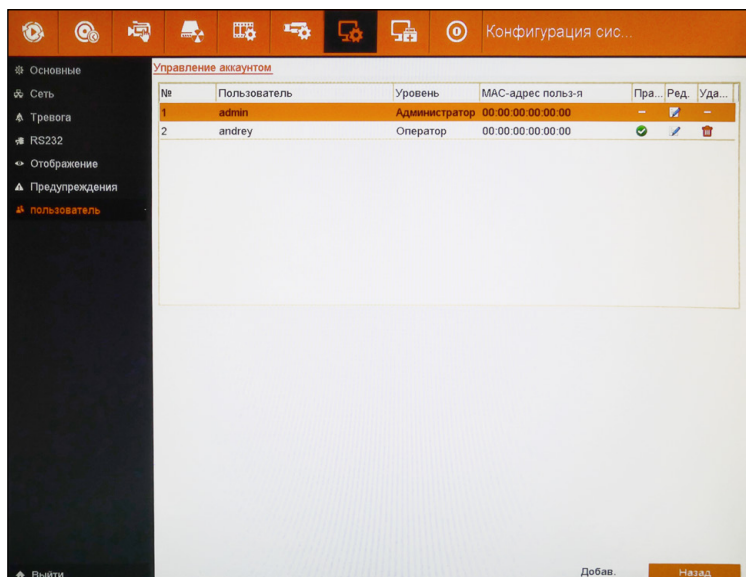 Конфигурация сис...
Основные
Сеть
Тревога
RS232
Отображение
Предупреждения
пользователь
Выйти
Управление аккаунтом
№ Пользователь Уровень MAC-адрес польз-я Пра... Ред. Уда...
1 admin Администратор 00:00:00:00:00:00 – –
2 andrey Оператор 00:00:00:00:00:00
Добав. Назад